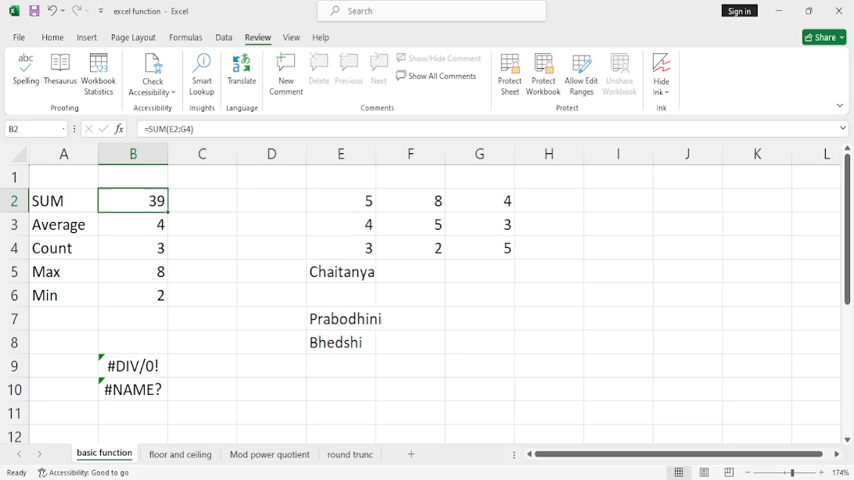 excel function - Excel
Search
Sign in
File Home Insert Page Layout Formulas Data Review View Help
Share
Spelling Thesaurus Workbook Statistics
Check Accessibility
Smart Lookup
Translate
New Comment Delete Previous Next
Show/Hide Comment
Show All Comments
Protect Sheet Protect Workbook Allow Edit Ranges Unshare Workbook
Hide Ink
Proofing Accessibility Insights Language Comments Protect Ink
B2 fx =SUM(E2:G4)
A B C D E F G H I J K L
1
2 SUM 39 5 8 4
3 Average 4 4 5 3
4 Count 3 3 2 5
5 Max 8 Chaitanya
6 Min 2
7 Prabodhini
8 Bhedshi
9 #DIV/0!
10 #NAME?
11
12
basic function floor and ceiling Mod power quotient round trunc
Ready Accessibility: Good to go 174%